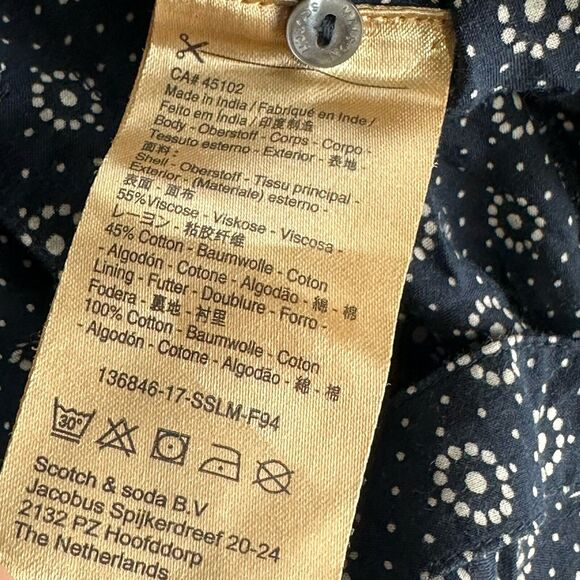 CA# 45102
Made in India / Fabriqué en Inde /
Feito em Índia / 印度制造
Body - Oberstoff - Corps - Corpo -
Tessuto esterno - Exterior - 表地 -
面料 :
Shell - Oberstoff - Tissu principal -
Exterior - (Materiale) esterno -
表面 - 面布
55% Viscose - Viskose - Viscosa -
レーヨン - 粘胶纤维
45% Cotton - Baumwolle - Coton
- Algodón - Cotone - Algodão - 綿 - 棉
Lining - Futter - Doublure - Forro -
Fodera - 裏地 - 衬里
100% Cotton - Baumwolle - Coton
- Algodón - Cotone - Algodão - 綿 - 棉
136846-17-SSLM-F94
30°
Scotch & soda B.V
Jacobus Spijkerdreef 20-24
2132 PZ Hoofddorp
The Netherlands